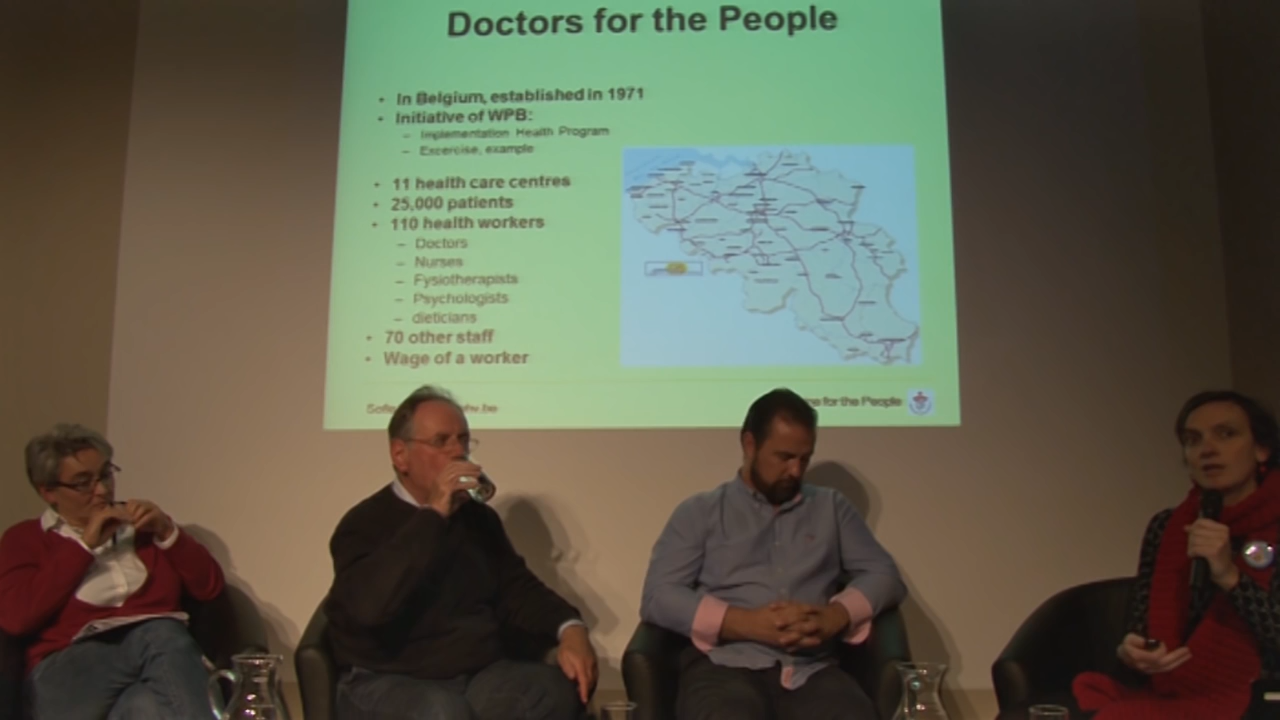 Doctors for the People
• In Belgium, established in 1971
• Initiative of WPB:
– Implementation Health Program
– Excercise, example
• 11 health care centres
• 25,000 patients
• 110 health workers
– Doctors
– Nurses
– Fysiotherapists
– Psychologists
– dieticians
• 70 other staff
• Wage of a worker
for the People